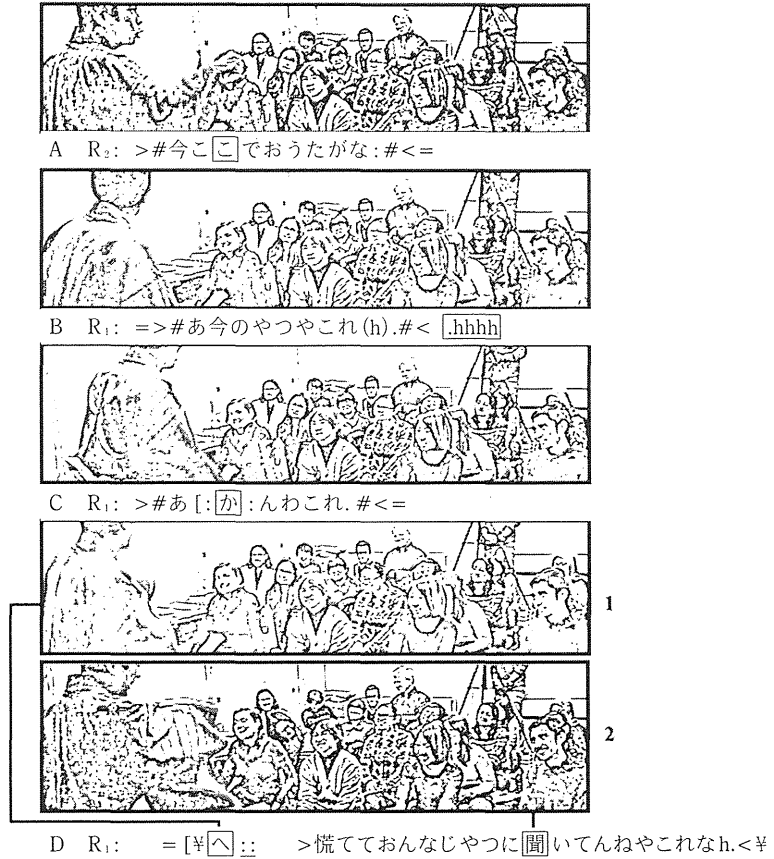 A R₂: >#今ここでおうたがな:#<=
B R₁: =>#あ今のやつやこれ(h).#< .hhhh
C R₁: >#あ[:か:んわこれ.#<=
1
2
D R₁: =[¥へ:: >慌てておんなじやつに聞いてんねやこれなh.<¥